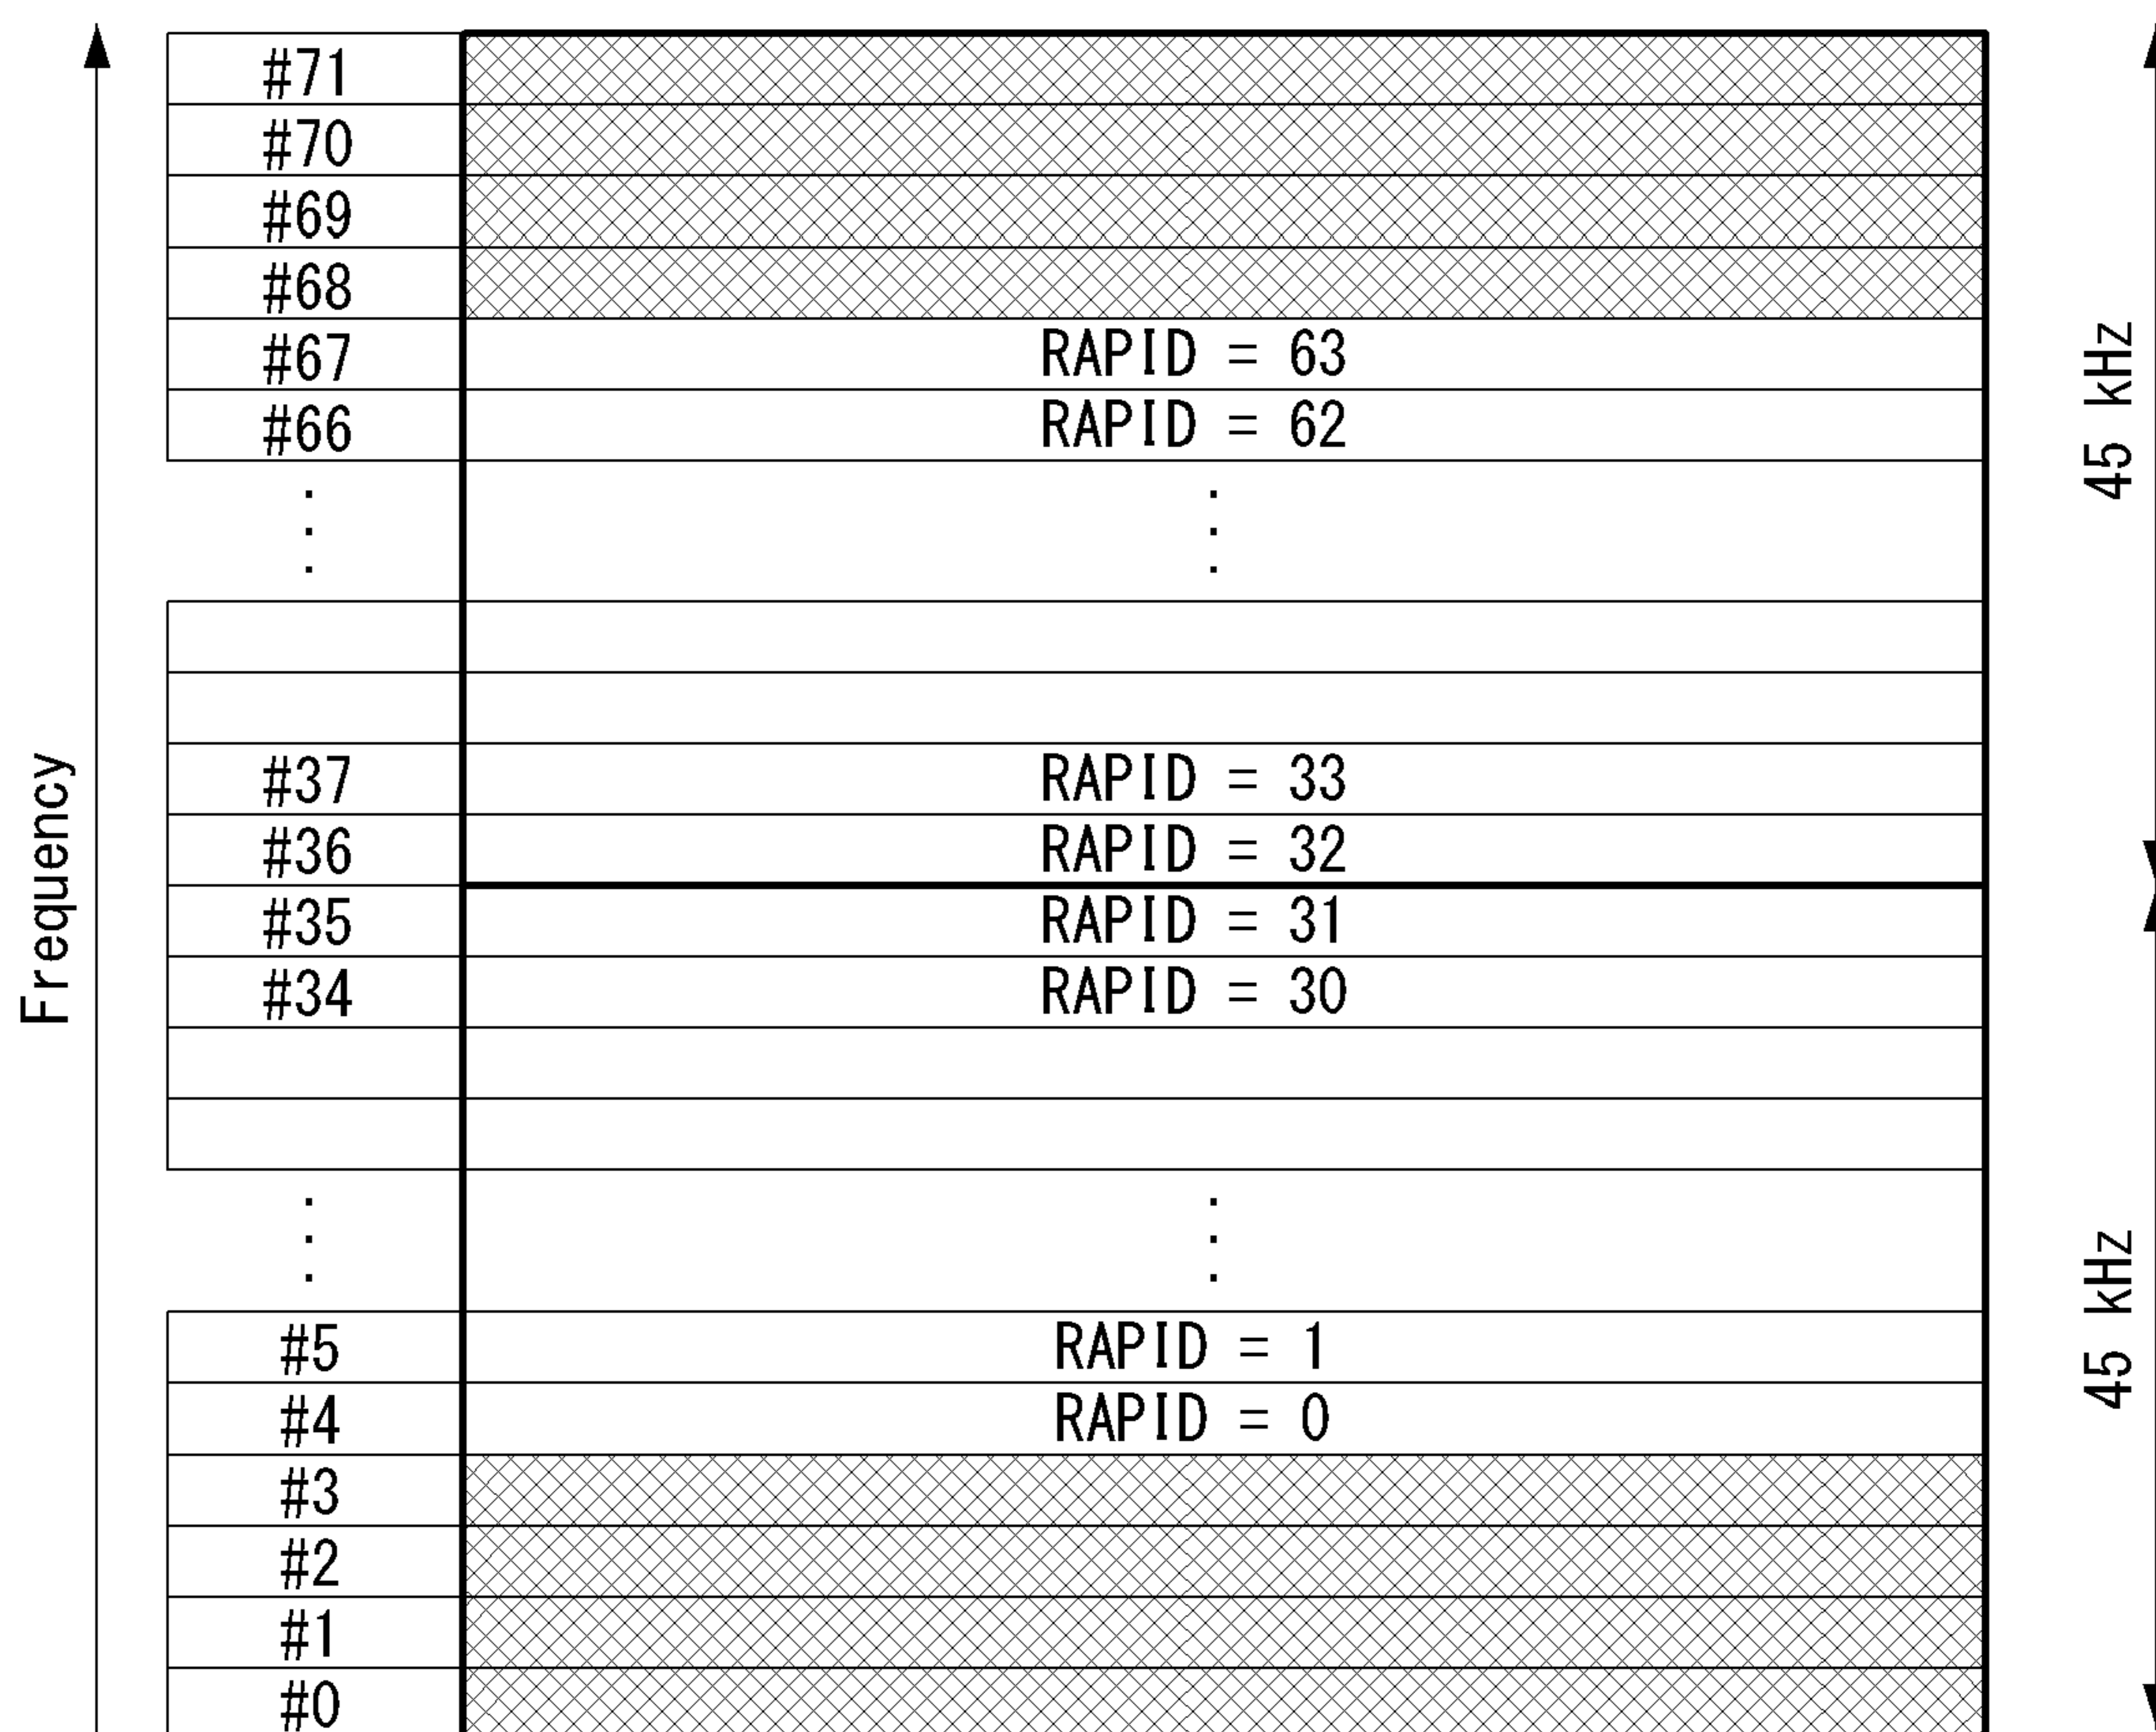 #71
#70
#69
#68
#67 RAPID = 63
#66 RAPID = 62
: :
. .
#37 RAPID = 33
#36 RAPID = 32
#35 RAPID = 31
#34 RAPID = 30
: :
. .
#5 RAPID = 1
#4 RAPID = 0
#3
#2
#1
#0
Frequency
45 kHz
45 kHz